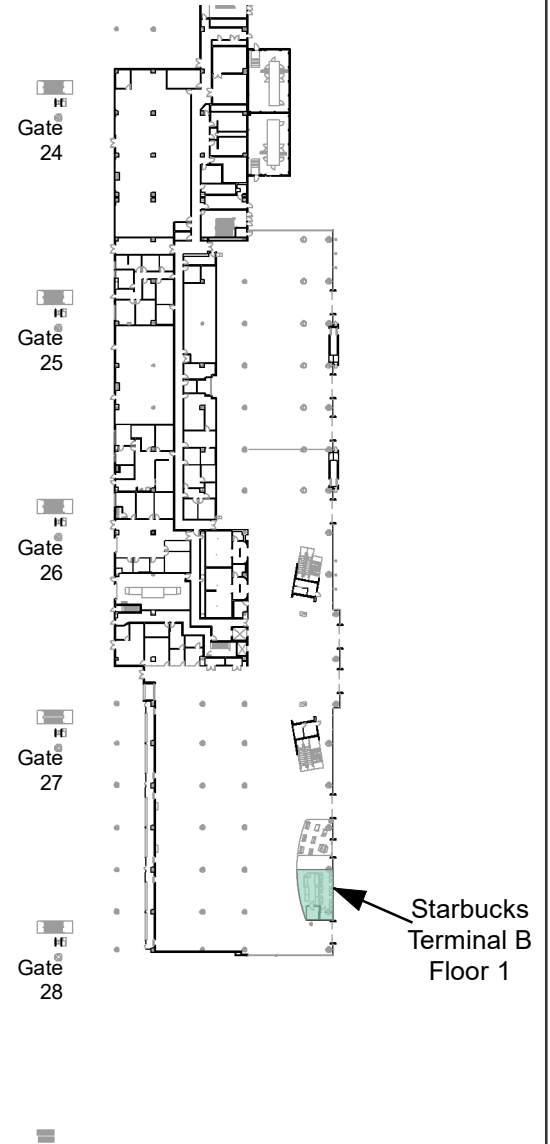 Gate
24
Gate
25
Gate
26
Gate
27
Starbucks
Terminal B
Floor 1
Gate
28